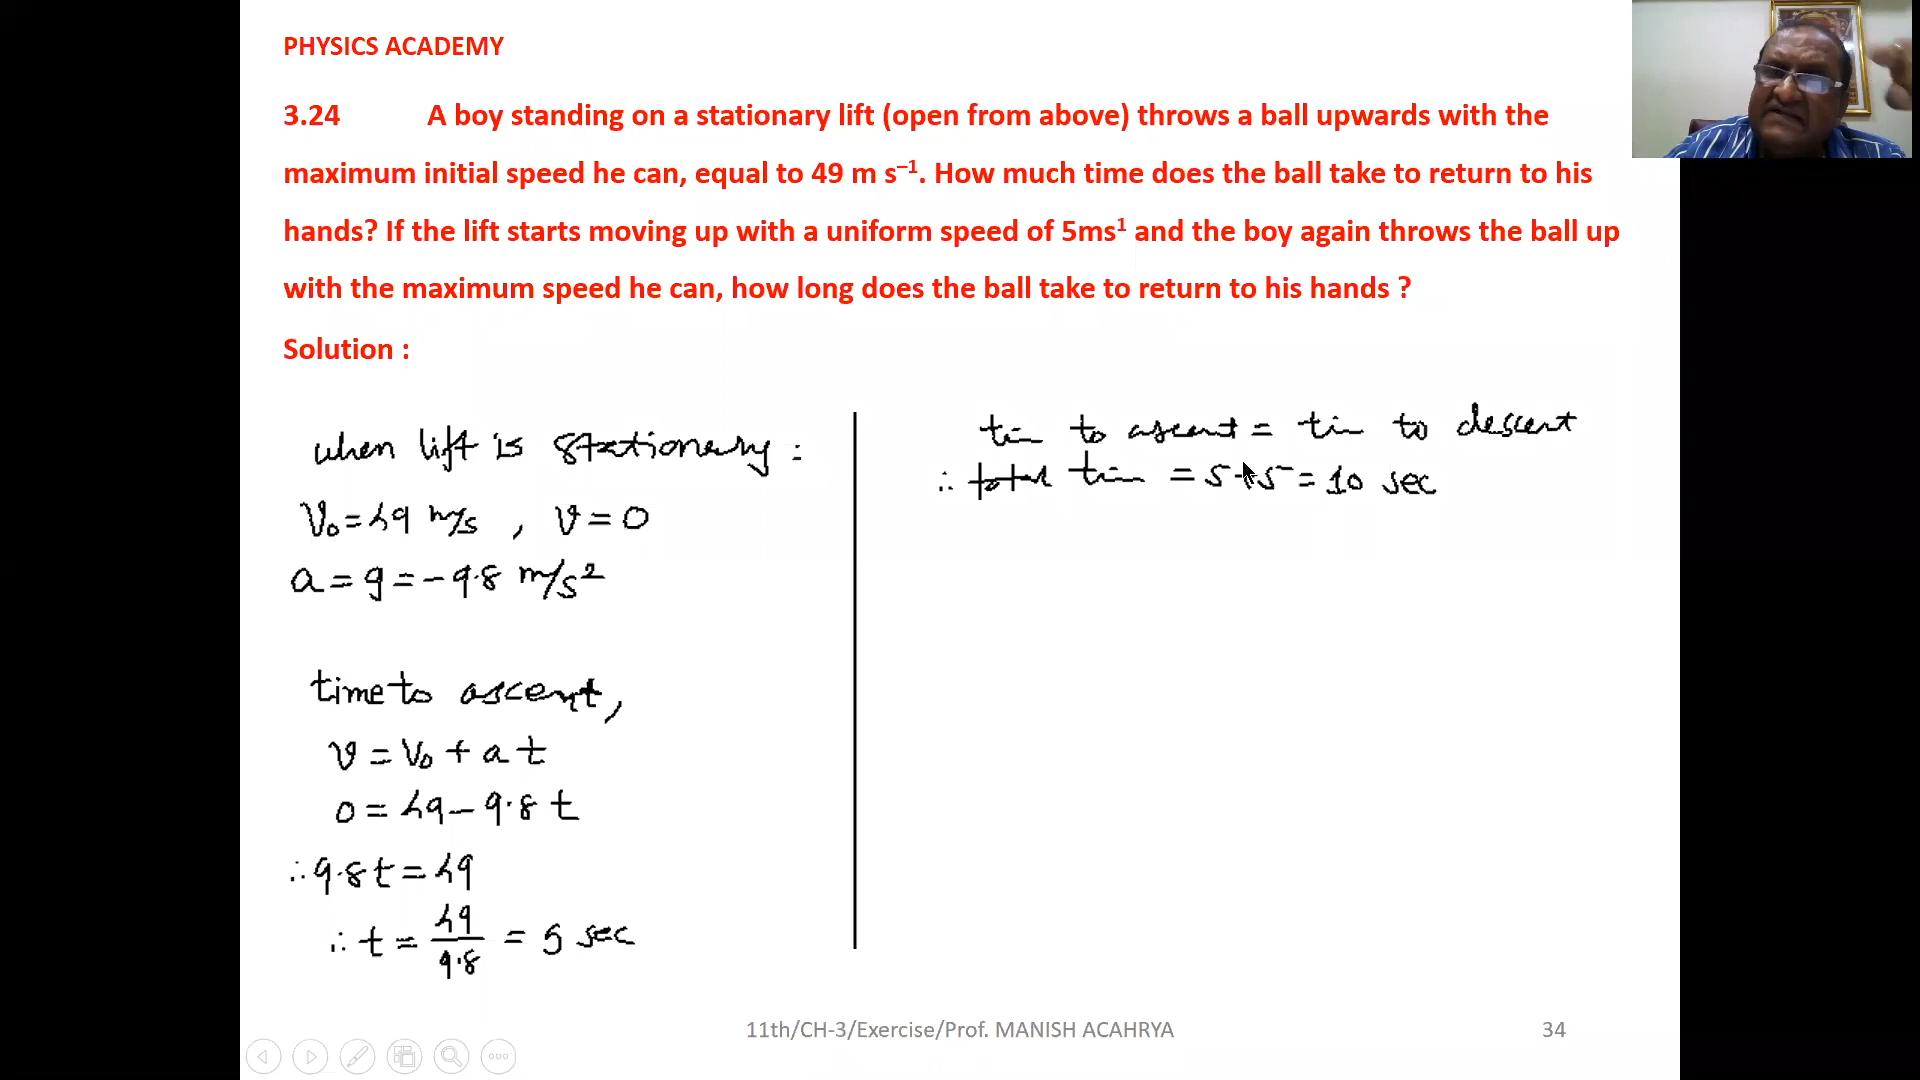 PHYSICS ACADEMY
3.24 A boy standing on a stationary lift (open from above) throws a ball upwards with the
maximum initial speed he can, equal to 49 m s⁻¹. How much time does the ball take to return to his
hands? If the lift starts moving up with a uniform speed of 5ms¹ and the boy again throws the ball up
with the maximum speed he can, how long does the ball take to return to his hands ?
Solution :
when lift is stationary :
V₀ = 49 m/s , v = 0
a = g = - 9.8 m/s²
time to ascent,
v = V₀ + a t
0 = 49 - 9.8 t
∴ 9.8 t = 49
∴ t = 49/9.8 = 5 sec
tim to ascent = tim to descent
∴ total tim = 5 + 5 = 10 sec
11th/CH-3/Exercise/Prof. MANISH ACAHRYA
34